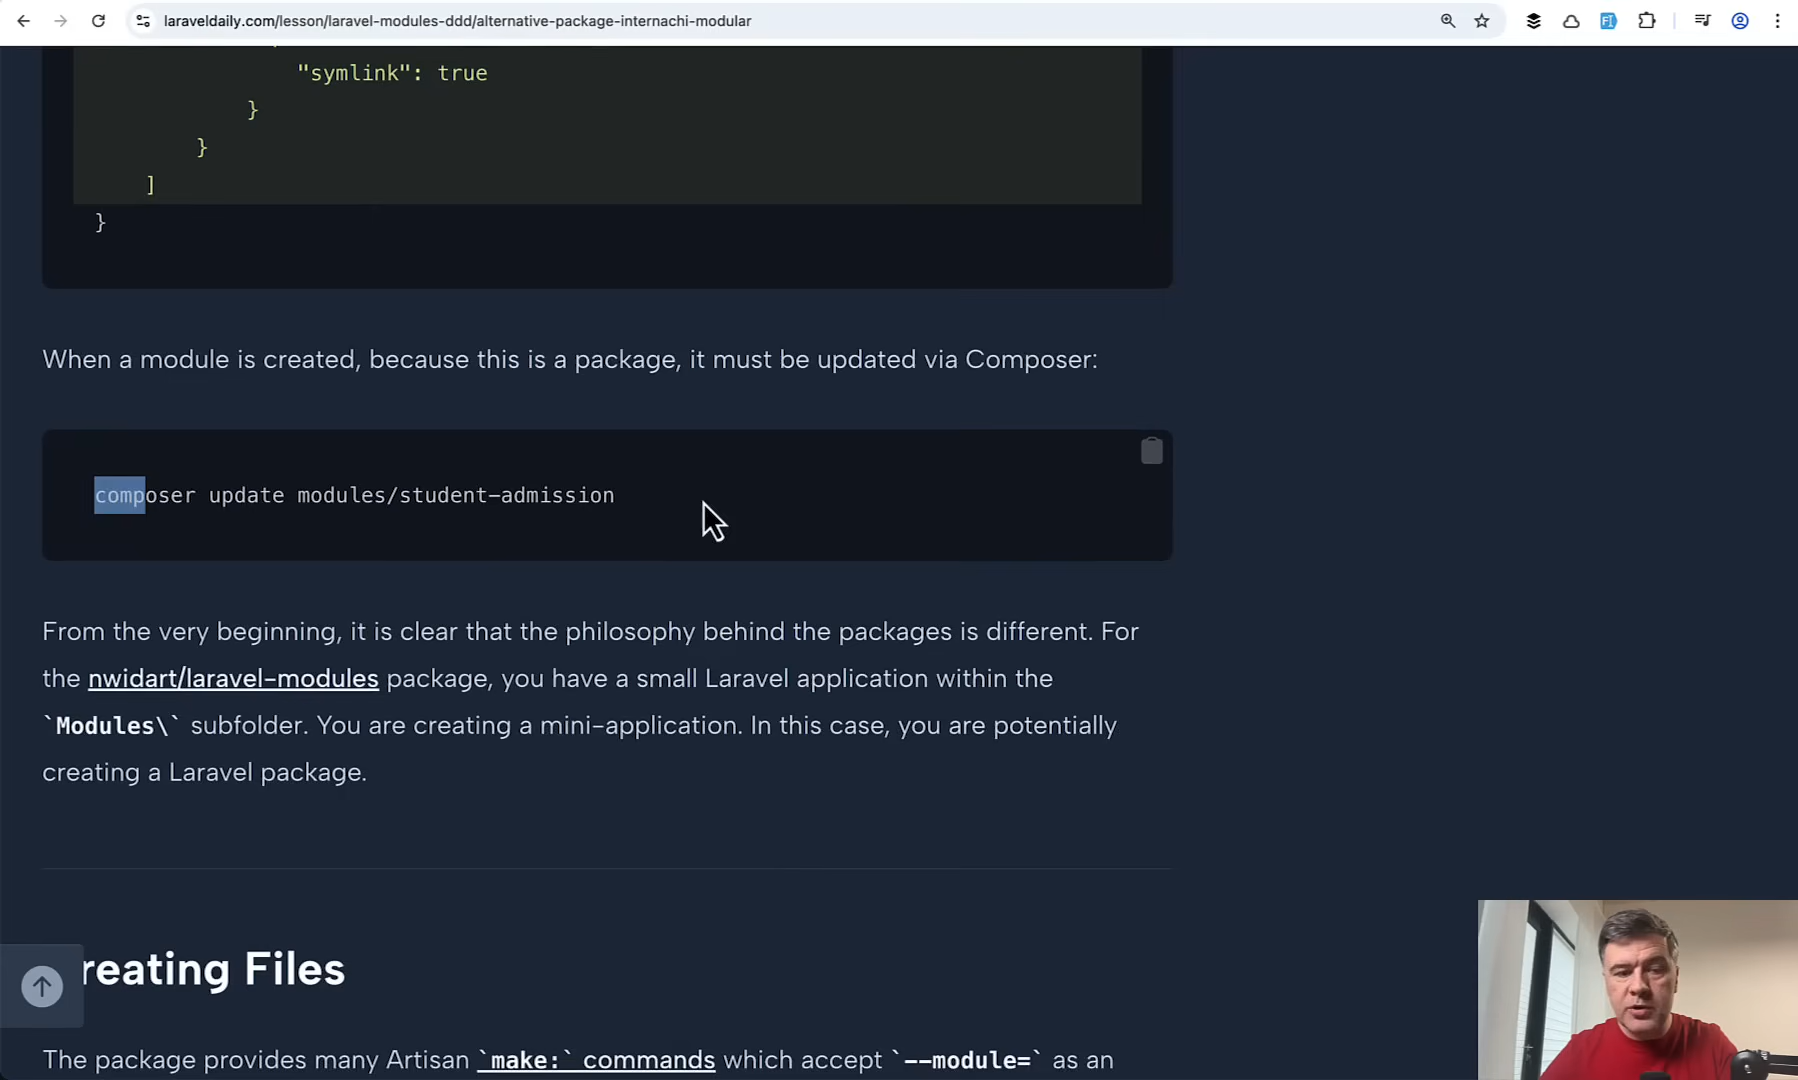 laraveldaily.com/lesson/laravel-modules-ddd/alternative-package-internachi-modular
"symlink": true
}
}
]
}
When a module is created, because this is a package, it must be updated via Composer:
composer update modules/student-admission
From the very beginning, it is clear that the philosophy behind the packages is different. For
the nwidart/laravel-modules package, you have a small Laravel application within the
`Modules\` subfolder. You are creating a mini-application. In this case, you are potentially
creating a Laravel package.
reating Files
The package provides many Artisan `make:` commands which accept `--module=` as an